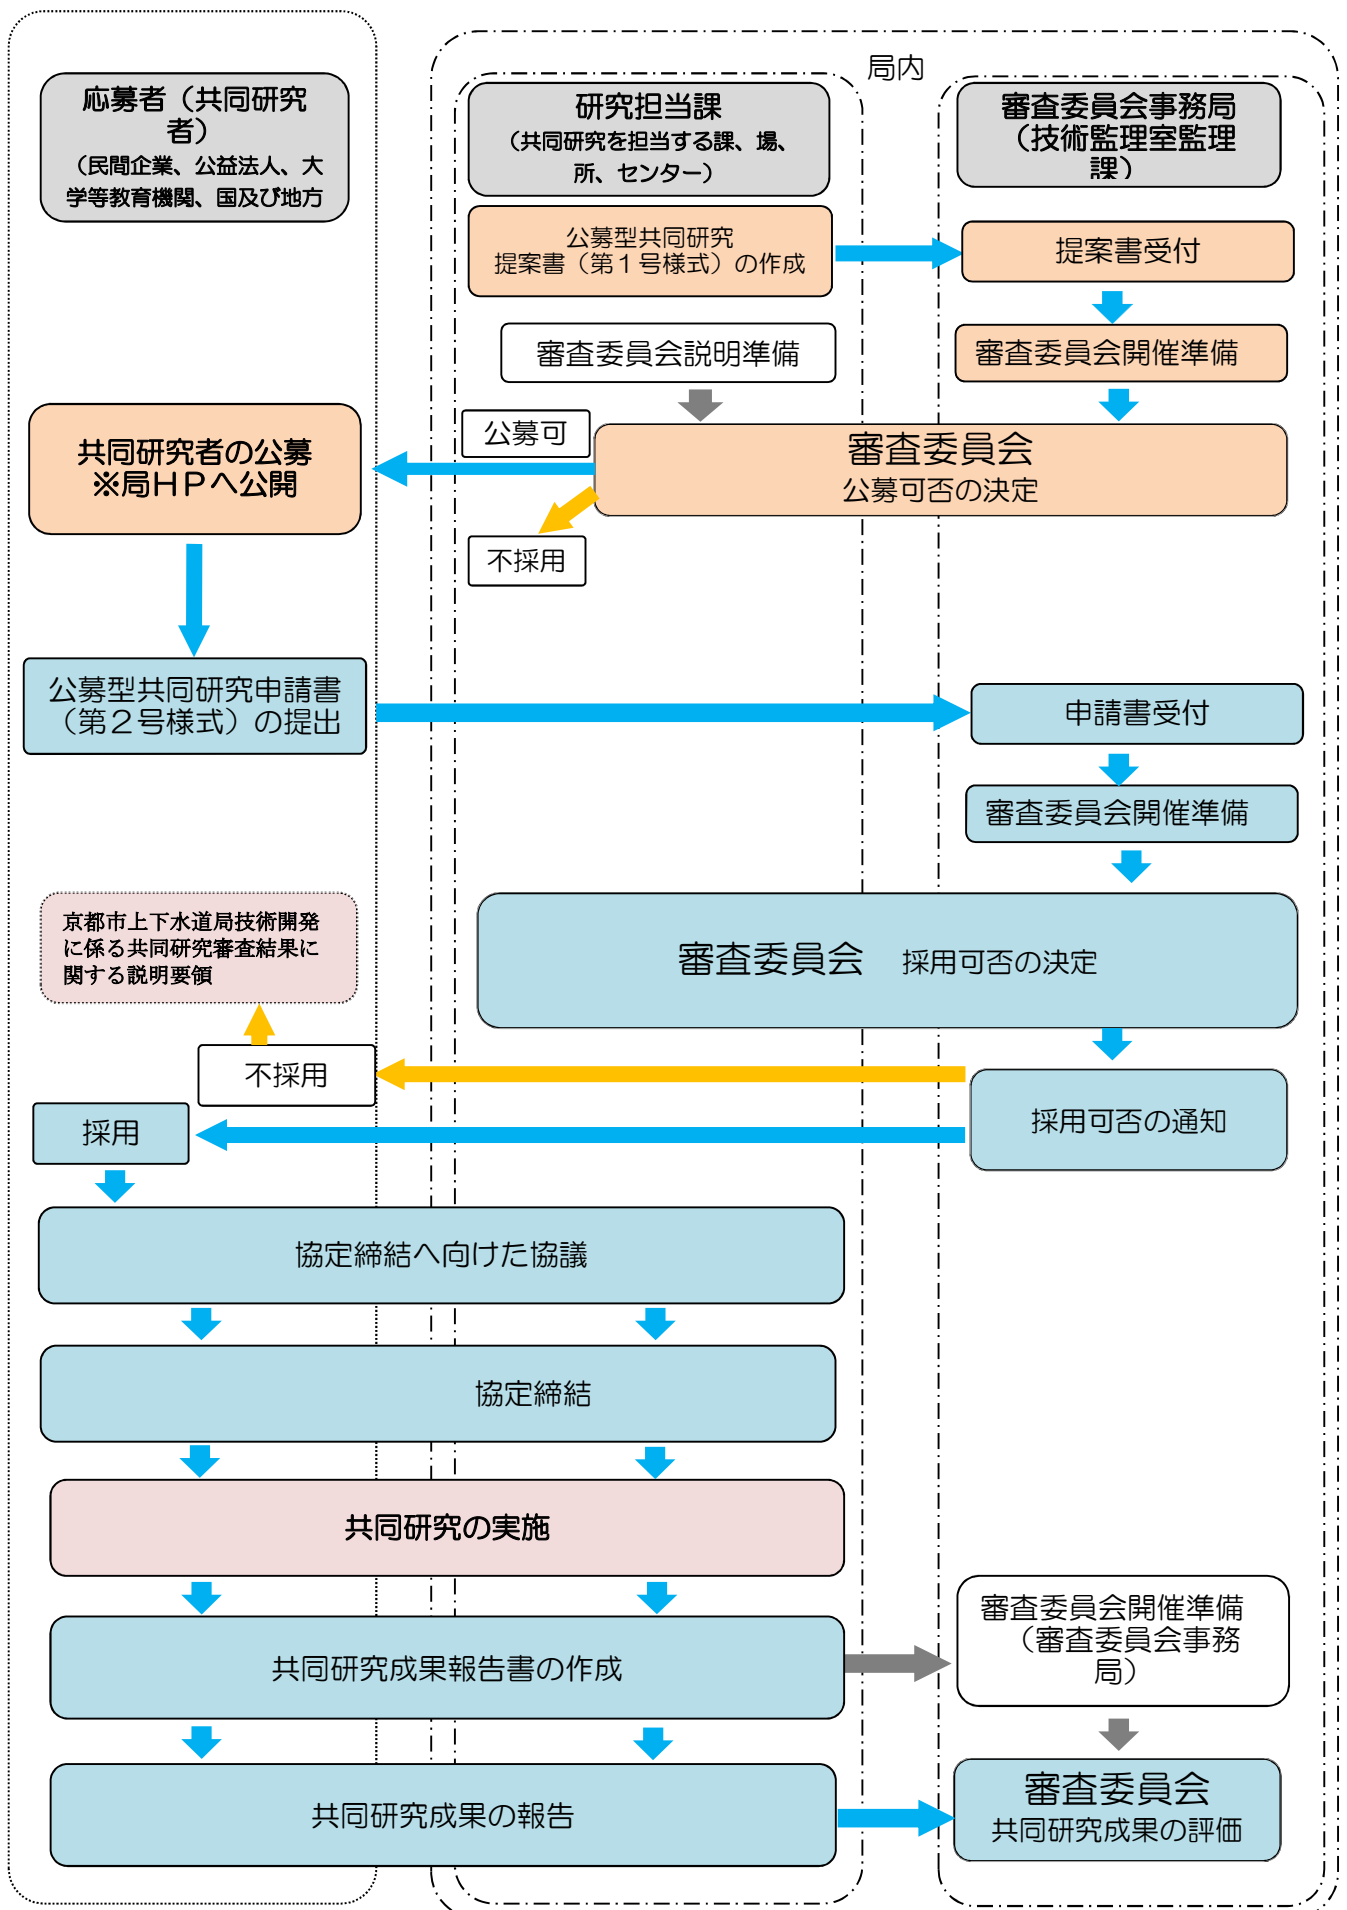 局内
応募者（共同研究
者）
（民間企業、公益法人、大
学等教育機関、国及び地方
研究担当課
（共同研究を担当する課、場、
所、センター）
審査委員会事務局
（技術監理室監理
課）
公募型共同研究
提案書（第１号様式）の作成
提案書受付
審査委員会説明準備
審査委員会開催準備
公募可
審査委員会
公募可否の決定
共同研究者の公募
※局ＨＰへ公開
不採用
公募型共同研究申請書
（第２号様式）の提出
申請書受付
審査委員会開催準備
京都市上下水道局技術開発
に係る共同研究審査結果に
関する説明要領
審査委員会　採用可否の決定
不採用
採用
採用可否の通知
協定締結へ向けた協議
協定締結
共同研究の実施
共同研究成果報告書の作成
審査委員会開催準備
（審査委員会事務
局）
共同研究成果の報告
審査委員会
共同研究成果の評価